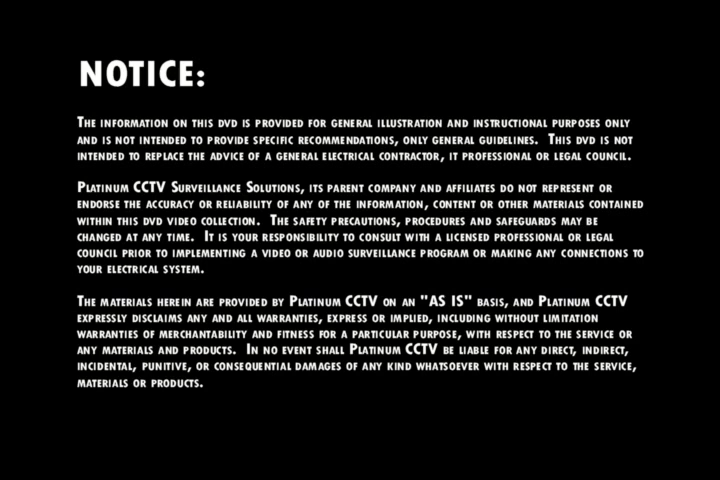 NOTICE:
The information on this dvd is provided for general illustration and instructional purposes only
and is not intended to provide specific recommendations, only general guidelines. This dvd is not
intended to replace the advice of a general electrical contractor, it professional or legal council.
Platinum CCTV Surveillance Solutions, its parent company and affiliates do not represent or
endorse the accuracy or reliability of any of the information, content or other materials contained
within this dvd video collection. The safety precautions, procedures and safeguards may be
changed at any time. It is your responsibility to consult with a licensed professional or legal
council prior to implementing a video or audio surveillance program or making any connections to
your electrical system.
The materials herein are provided by Platinum CCTV on an "AS IS" basis, and Platinum CCTV
expressly disclaims any and all warranties, express or implied, including without limitation
warranties of merchantability and fitness for a particular purpose, with respect to the service or
any materials and products. In no event shall Platinum CCTV be liable for any direct, indirect,
incidental, punitive, or consequential damages of any kind whatsoever with respect to the service,
materials or products.